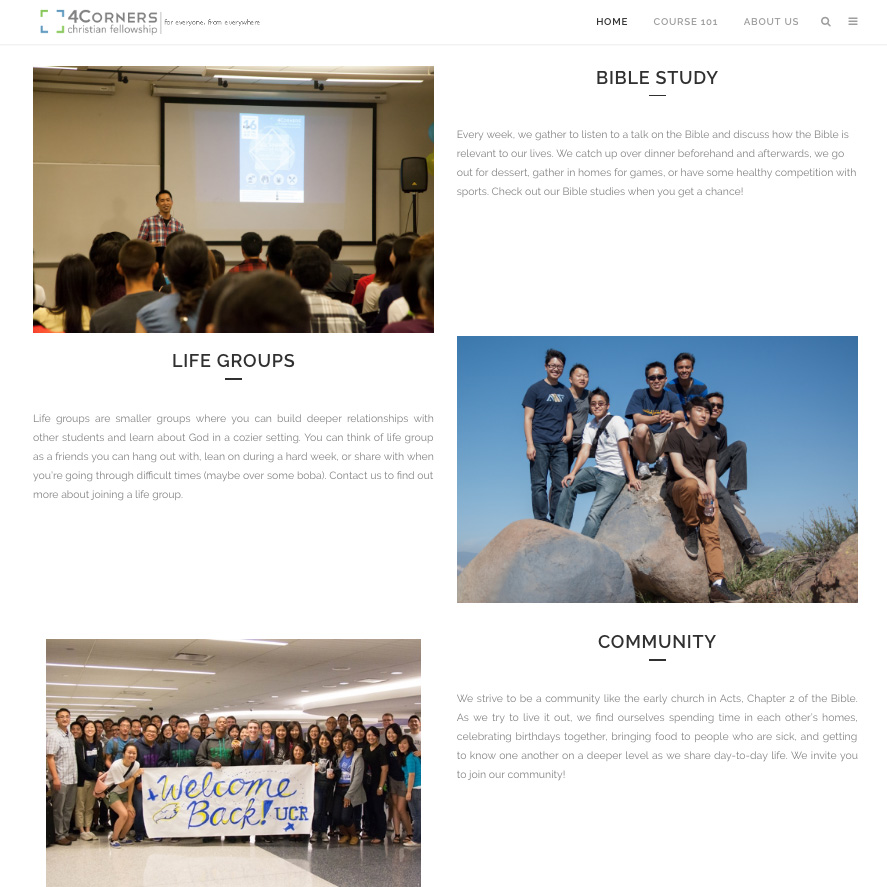 4CORNERS
christian fellowship
for everyone, from everywhere
HOME
COURSE 101
ABOUT US
BIBLE STUDY
Every week, we gather to listen to a talk on the Bible and discuss how the Bible is
relevant to our lives. We catch up over dinner beforehand and afterwards, we go
out for dessert, gather in homes for games, or have some healthy competition with
sports. Check out our Bible studies when you get a chance!
LIFE GROUPS
Life groups are smaller groups where you can build deeper relationships with
other students and learn about God in a cozier setting. You can think of life group
as a friends you can hang out with, lean on during a hard week, or share with when
you're going through difficult times (maybe over some boba). Contact us to find out
more about joining a life group.
COMMUNITY
We strive to be a community like the early church in Acts, Chapter 2 of the Bible.
As we try to live it out, we find ourselves spending time in each other's homes,
celebrating birthdays together, bringing food to people who are sick, and getting
to know one another on a deeper level as we share day-to-day life. We invite you
to join our community!
Welcome
Back! UCR